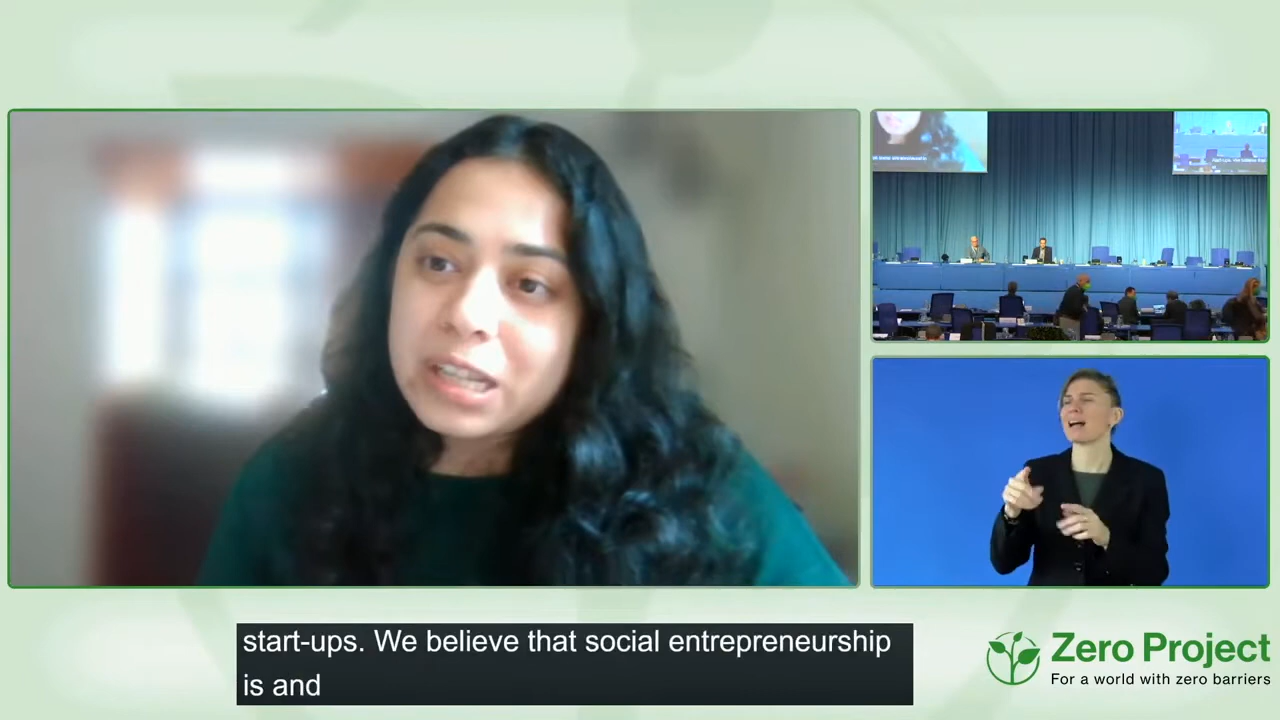 start-ups. We believe that social entrepreneurship
is and
Zero Project
For a world with zero barriers